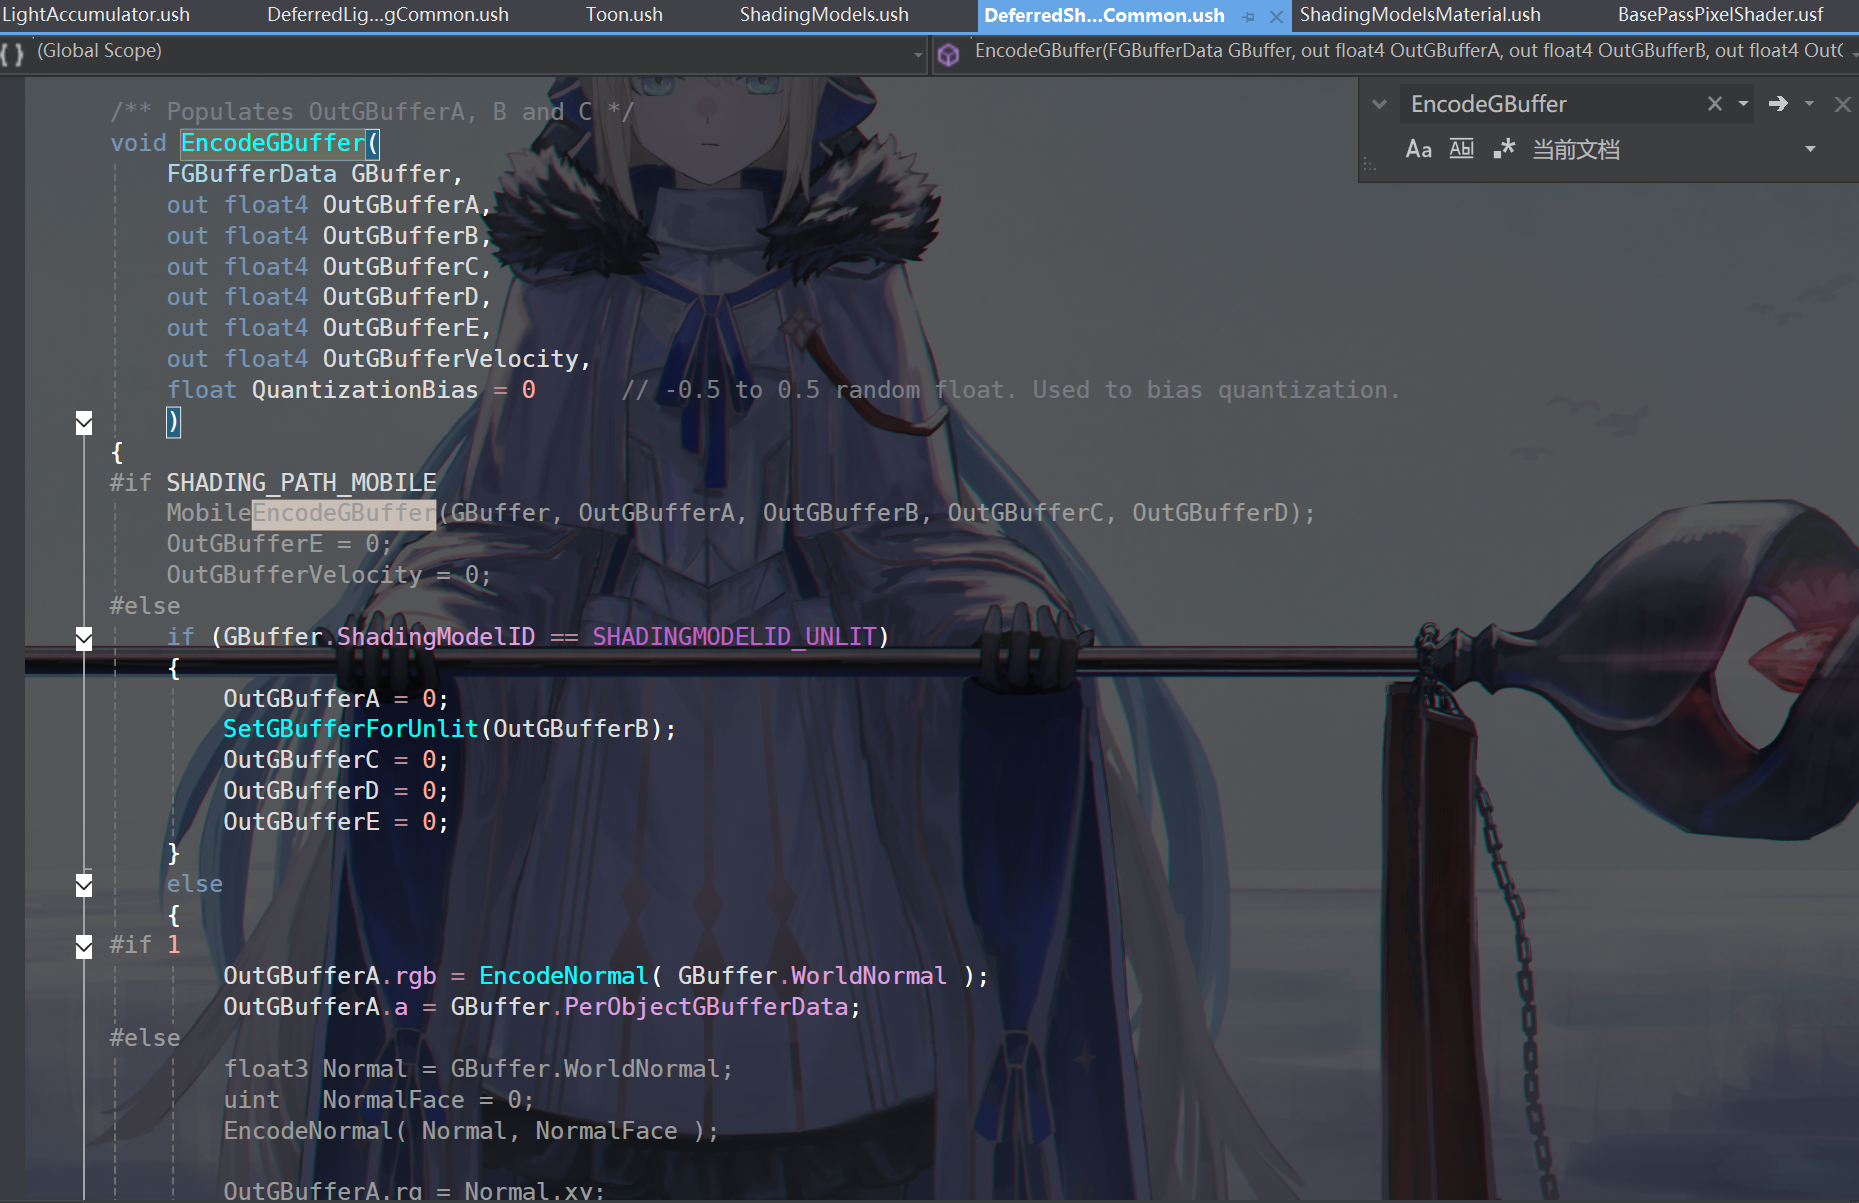 LightAccumulator.ush DeferredLig...gCommon.ush Toon.ush ShadingModels.ush DeferredSh...Common.ush ShadingModelsMaterial.ush BasePassPixelShader.usf
{ } (Global Scope) EncodeGBuffer(FGBufferData GBuffer, out float4 OutGBufferA, out float4 OutGBufferB, out float4 OutG
EncodeGBuffer
Aa Abl .* 当前文档
/** Populates OutGBufferA, B and C */
void EncodeGBuffer(
FGBufferData GBuffer,
out float4 OutGBufferA,
out float4 OutGBufferB,
out float4 OutGBufferC,
out float4 OutGBufferD,
out float4 OutGBufferE,
out float4 OutGBufferVelocity,
float QuantizationBias = 0 // -0.5 to 0.5 random float. Used to bias quantization.
)
{
#if SHADING_PATH_MOBILE
MobileEncodeGBuffer(GBuffer, OutGBufferA, OutGBufferB, OutGBufferC, OutGBufferD);
OutGBufferE = 0;
OutGBufferVelocity = 0;
#else
if (GBuffer.ShadingModelID == SHADINGMODELID_UNLIT)
{
OutGBufferA = 0;
SetGBufferForUnlit(OutGBufferB);
OutGBufferC = 0;
OutGBufferD = 0;
OutGBufferE = 0;
}
else
{
#if 1
OutGBufferA.rgb = EncodeNormal( GBuffer.WorldNormal );
OutGBufferA.a = GBuffer.PerObjectGBufferData;
#else
float3 Normal = GBuffer.WorldNormal;
uint NormalFace = 0;
EncodeNormal( Normal, NormalFace );
OutGBufferA.rg = Normal.xy;